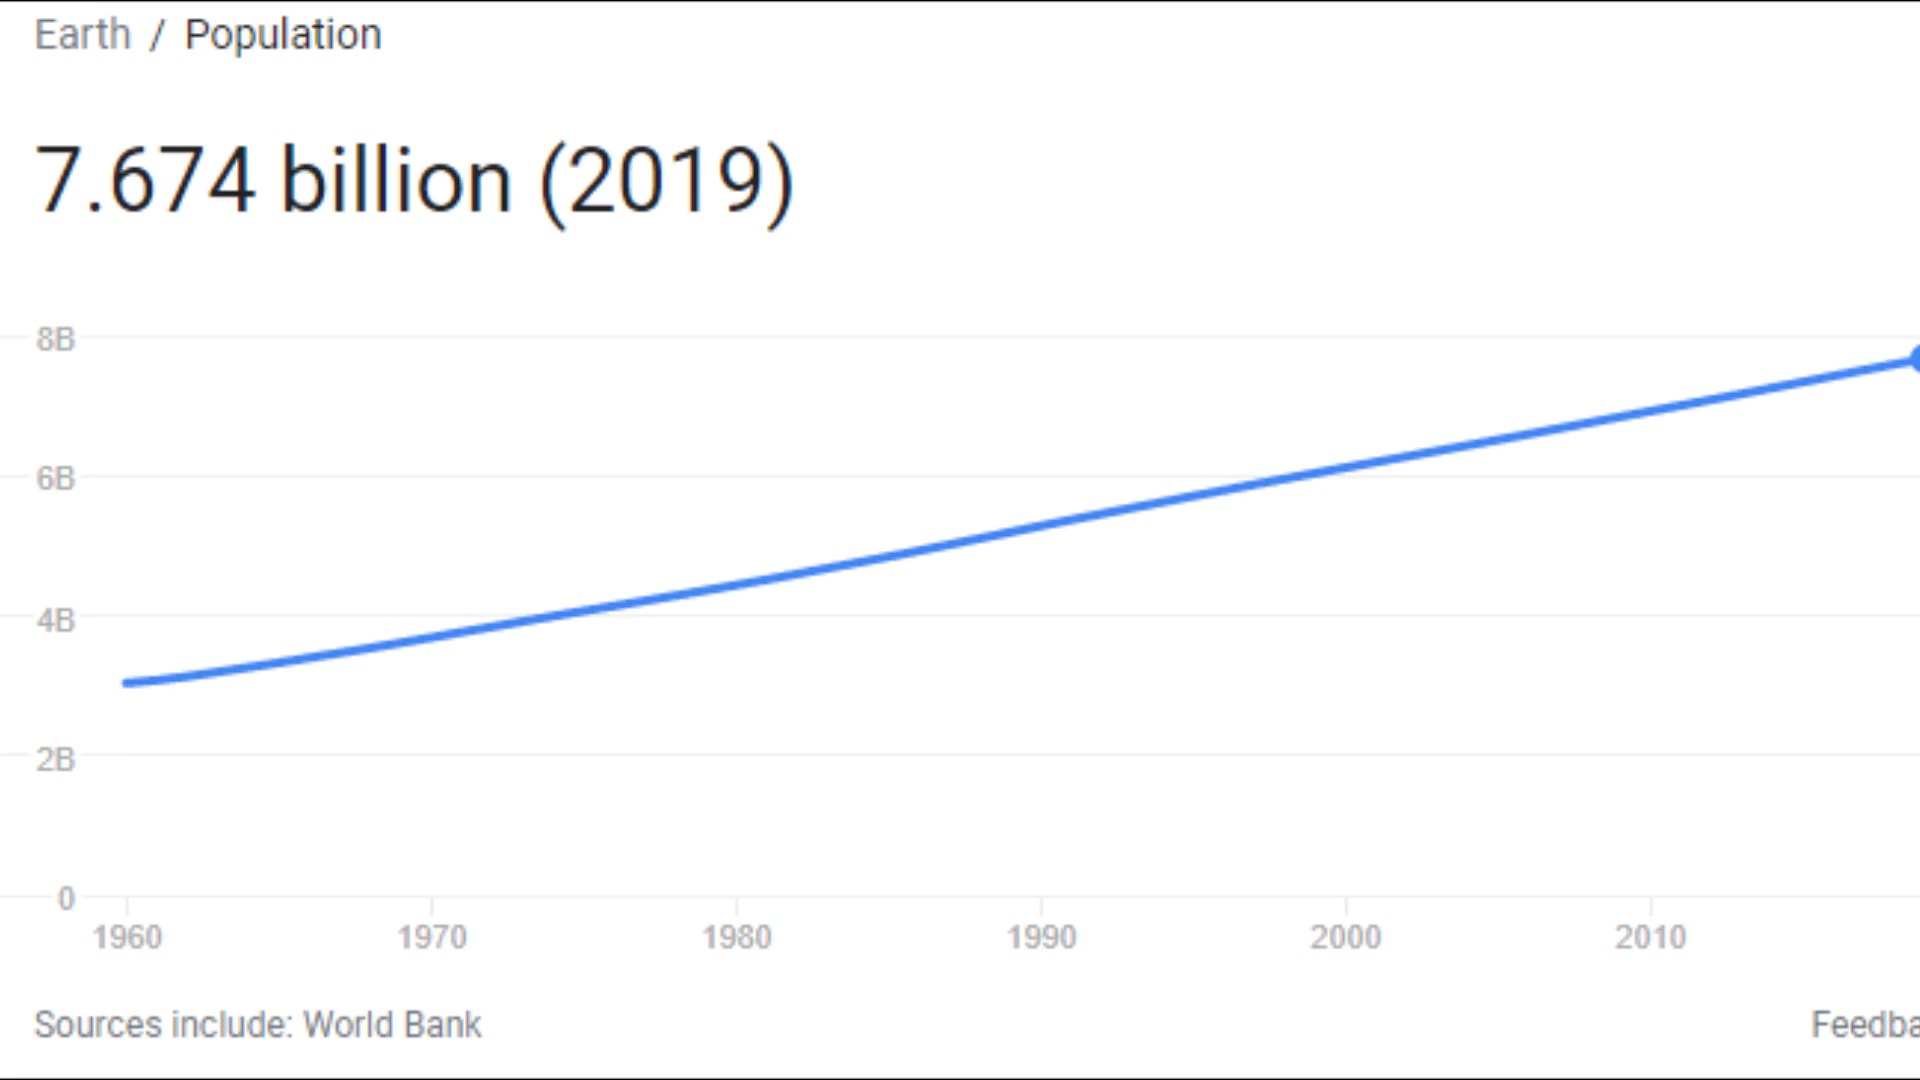 Earth / Population
7.674 billion (2019)
8B
6B
4B
2B
0
1960 1970 1980 1990 2000 2010
Sources include: World Bank
Feedba